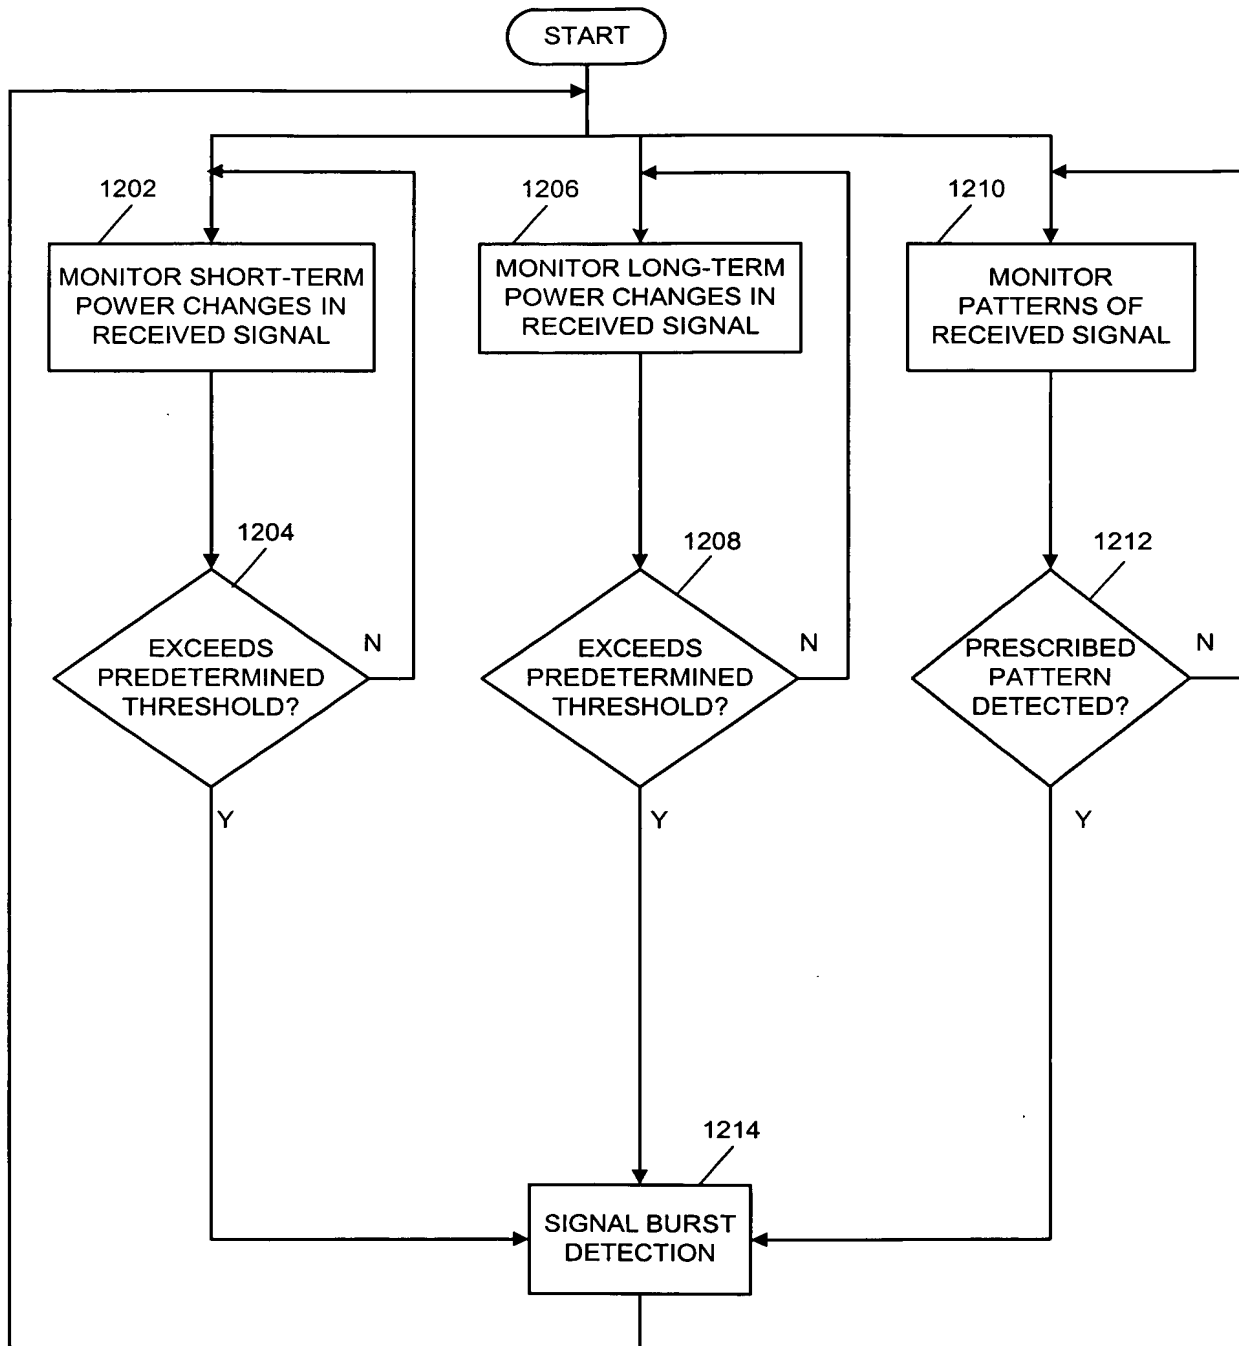 START
1202
MONITOR SHORT-TERM
POWER CHANGES IN
RECEIVED SIGNAL
1206
MONITOR LONG-TERM
POWER CHANGES IN
RECEIVED SIGNAL
1210
MONITOR
PATTERNS OF
RECEIVED SIGNAL
1204
EXCEEDS
PREDETERMINED
THRESHOLD?
N
Y
1208
EXCEEDS
PREDETERMINED
THRESHOLD?
N
Y
1212
PRESCRIBED
PATTERN
DETECTED?
N
Y
1214
SIGNAL BURST
DETECTION